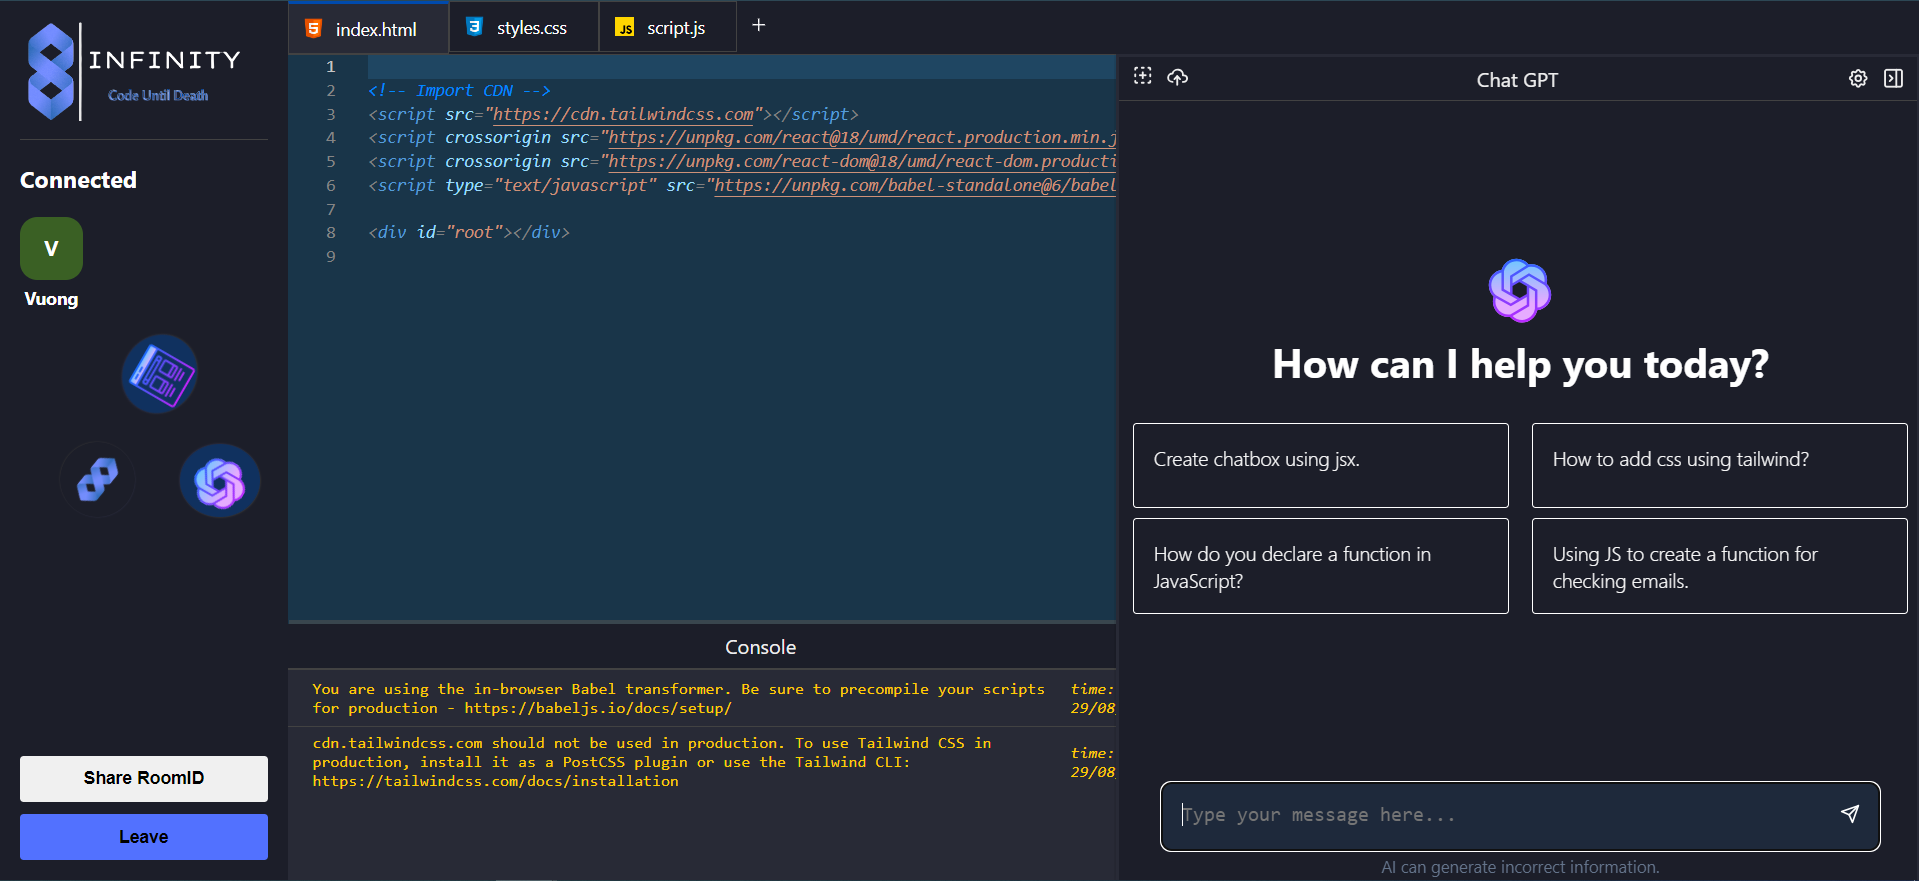 INFINITY
Code Until Death
Connected
V
Vuong
Share RoomID
Leave
index.html
styles.css
JS script.js
+
1
2 <!-- Import CDN -->
3 <script src="https://cdn.tailwindcss.com"></script>
4 <script crossorigin src="https://unpkg.com/react@18/umd/react.production.min.j
5 <script crossorigin src="https://unpkg.com/react-dom@18/umd/react-dom.producti
6 <script type="text/javascript" src="https://unpkg.com/babel-standalone@6/babel
7
8 <div id="root"></div>
9
Console
You are using the in-browser Babel transformer. Be sure to precompile your scripts
for production - https://babeljs.io/docs/setup/
time:
29/08
cdn.tailwindcss.com should not be used in production. To use Tailwind CSS in
production, install it as a PostCSS plugin or use the Tailwind CLI:
https://tailwindcss.com/docs/installation
time:
29/08
Chat GPT
How can I help you today?
Create chatbox using jsx.
How to add css using tailwind?
How do you declare a function in
JavaScript?
Using JS to create a function for
checking emails.
Type your message here...
AI can generate incorrect information.